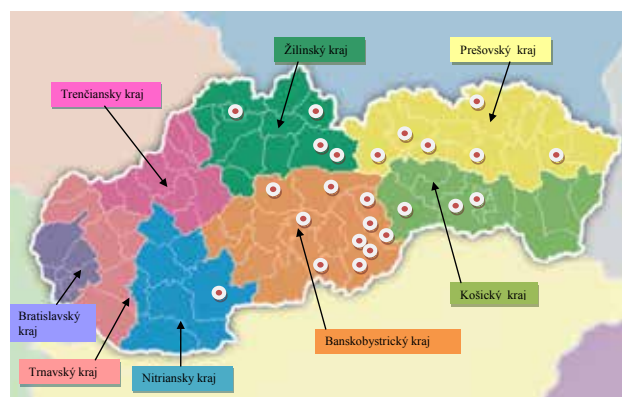 Žilinský kraj
Prešovský kraj
Trenčiansky kraj
Košický kraj
Bratislavský
kraj
Banskobystrický kraj
Trnavský kraj
Nitriansky kraj